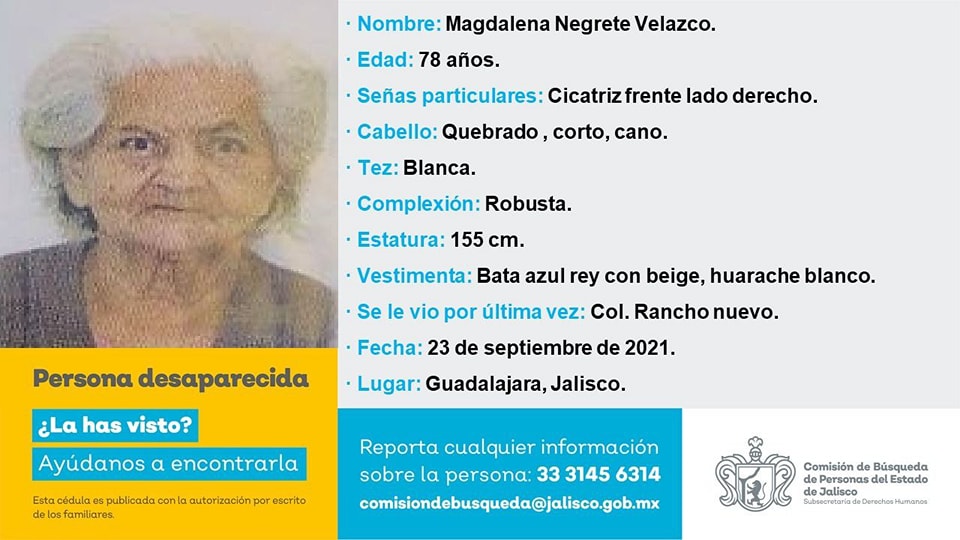 · Nombre: Magdalena Negrete Velazco.
· Edad: 78 años.
· Señas particulares: Cicatriz frente lado derecho.
· Cabello: Quebrado , corto, cano.
· Tez: Blanca.
· Complexión: Robusta.
· Estatura: 155 cm.
· Vestimenta: Bata azul rey con beige, huarache blanco.
· Se le vio por última vez: Col. Rancho nuevo.
· Fecha: 23 de septiembre de 2021.
· Lugar: Guadalajara, Jalisco.
Persona desaparecida
¿La has visto?
Ayúdanos a encontrarla
Esta cédula es publicada con la autorización por escrito
de los familiares.
Reporta cualquier información
sobre la persona: 33 3145 6314
comisiondebusqueda@jalisco.gob.mx
Comisión de Búsqueda
de Personas del Estado
de Jalisco
Subsecretaría de Derechos Humanos